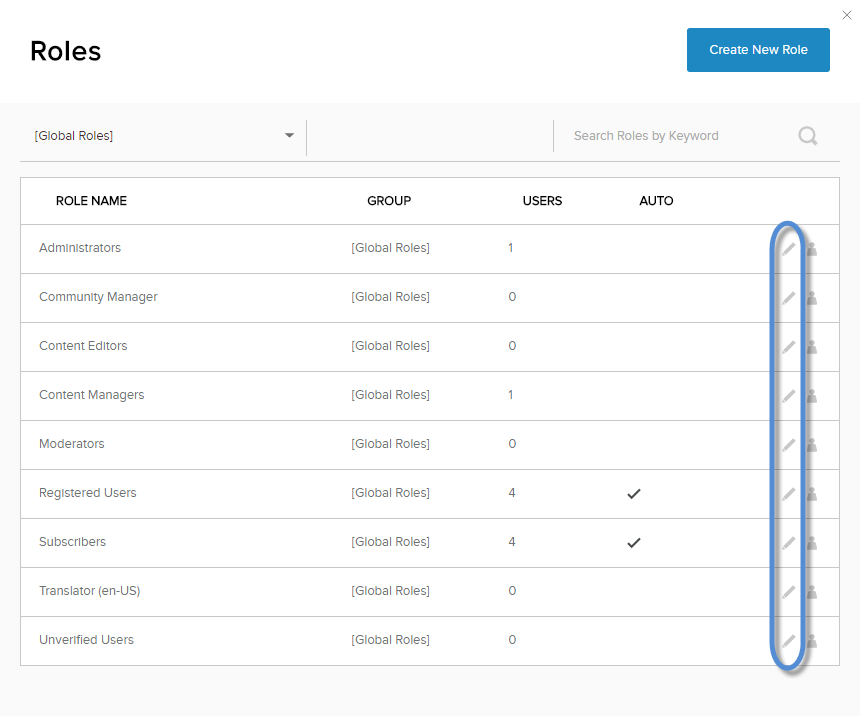 Roles
Create New Role
[Global Roles]
Search Roles by Keyword
ROLE NAME GROUP USERS AUTO
Administrators [Global Roles] 1
Community Manager [Global Roles] 0
Content Editors [Global Roles] 0
Content Managers [Global Roles] 1
Moderators [Global Roles] 0
Registered Users [Global Roles] 4
Subscribers [Global Roles] 4
Translator (en-US) [Global Roles] 0
Unverified Users [Global Roles] 0